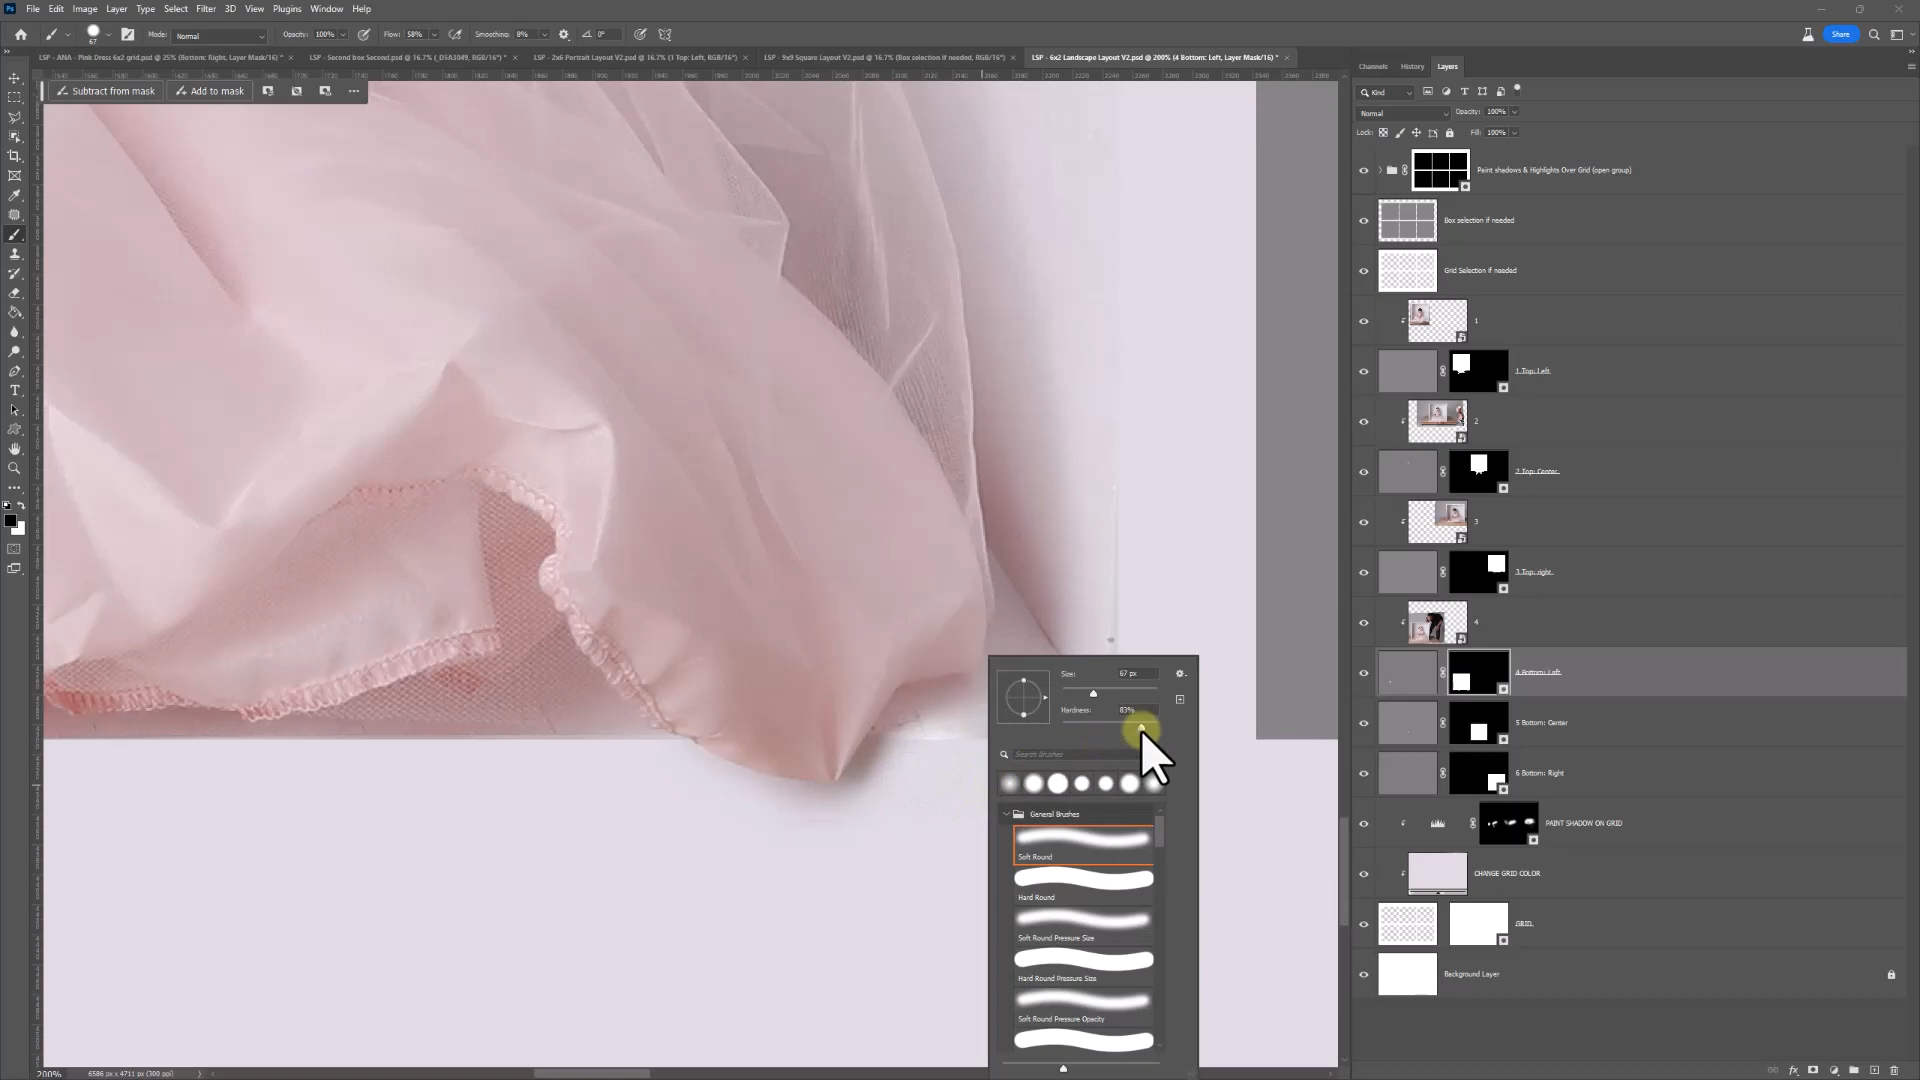 Ps File Edit Image Layer Type Select Filter 3D View Plugins Window Help
67 Mode: Normal Opacity: 100% Flow: 58% Smoothing: 8% 0° Share
LSP - ANA - Pink Dress 6x2 grid.psd @ 25% (Bottom: Right, Layer Mask/16) * × LSP - Second box Second.psd @ 16.7% (_DSA3049, RGB/16*) * × LSP - 2x6 Portrait Layout V2.psd @ 16.7% (1 Top: Left, RGB/16*) × LSP - 9x9 Square Layout V2.psd @ 16.7% (Box selection if needed, RGB/16*) × LSP - 6x2 Landscape Layout V2.psd @ 200% (4 Bottom: Left, Layer Mask/16) * ×
Channels History Layers
Subtract from mask Add to mask
Kind
Normal Opacity: 100%
Lock: Fill: 100%
Paint shadows & Highlights Over Grid (open group)
Box selection if needed
Grid Selection if needed
1
1 Top: Left
2
2 Top: Center
3
3 Top: right
4
4 Bottom: Left
5 Bottom: Center
6 Bottom: Right
PAINT SHADOW ON GRID
CHANGE GRID COLOR
GRID
Background Layer
Size: 67 px
Hardness: 83%
Search Brushes
General Brushes
Soft Round
Hard Round
Soft Round Pressure Size
Hard Round Pressure Size
Soft Round Pressure Opacity
200% 6586 px x 4711 px (300 ppi)